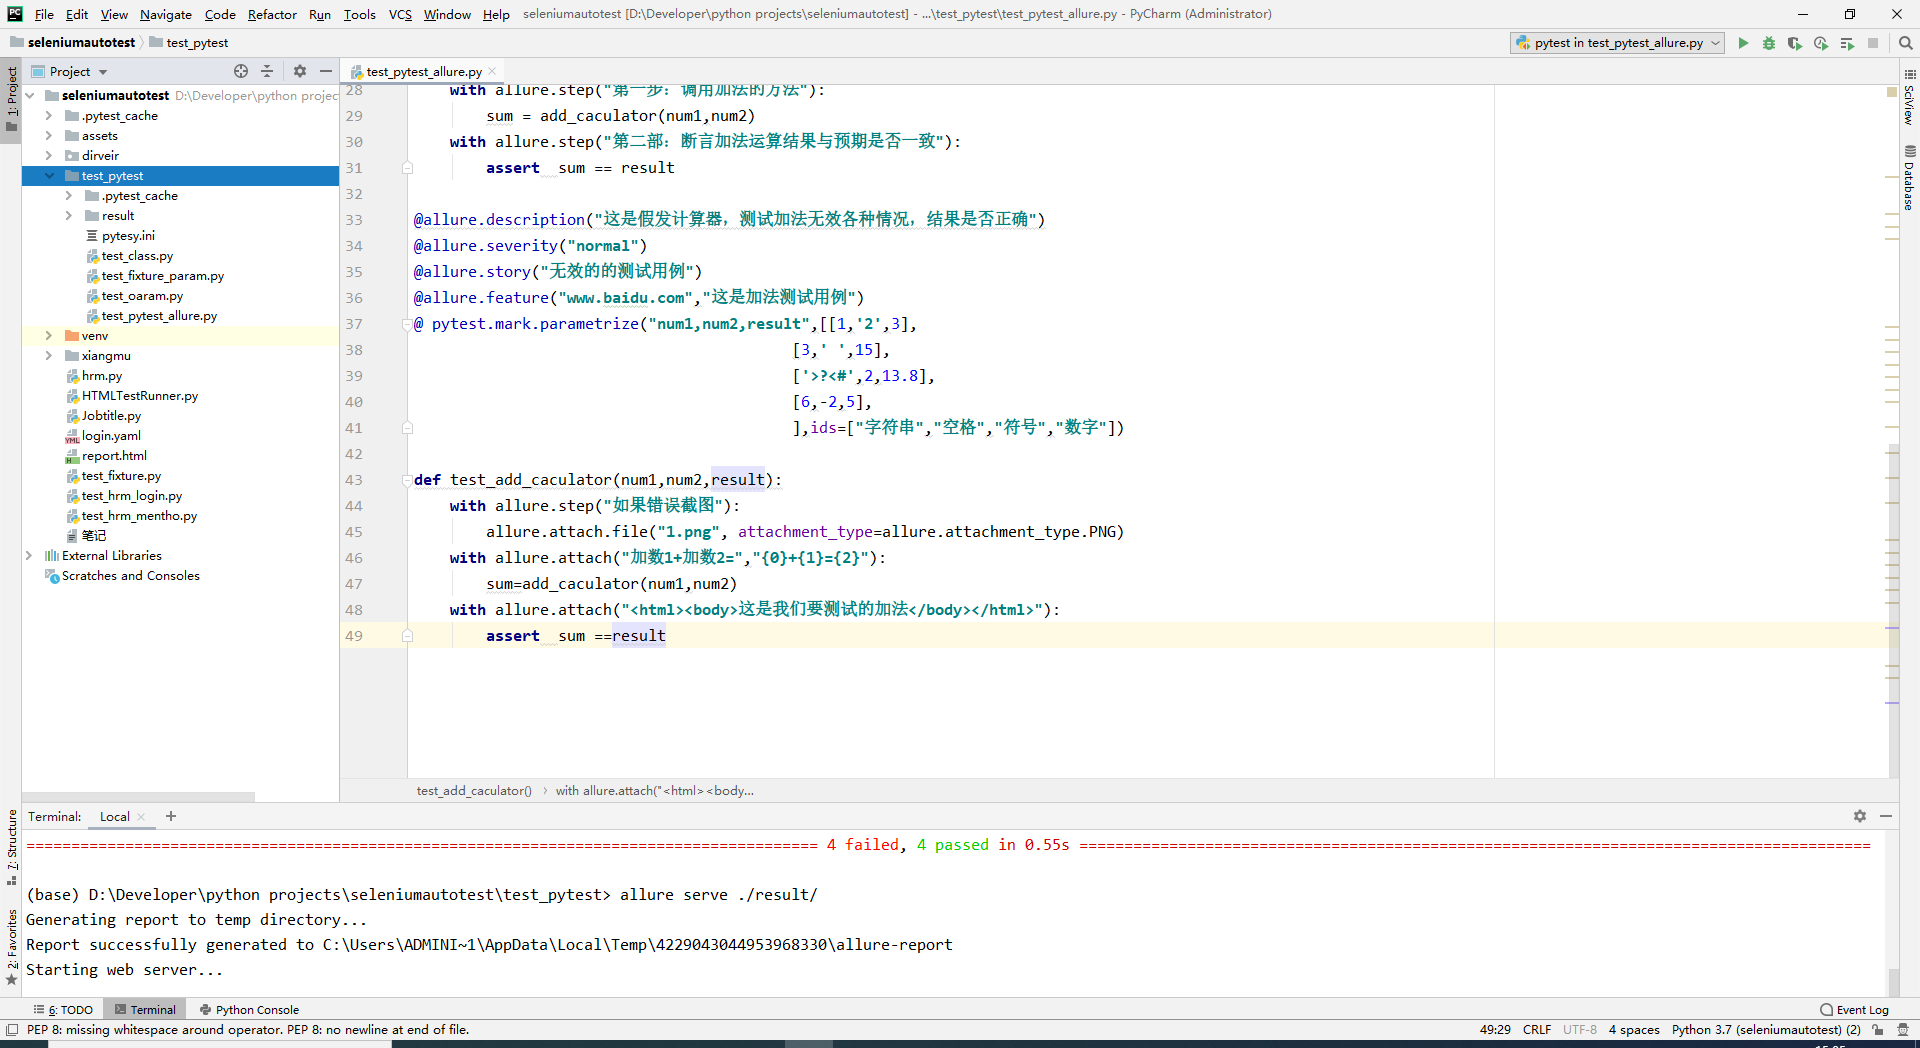 PC File Edit View Navigate Code Refactor Run Tools VCS Window Help seleniumautotest [D:\Developer\python projects\seleniumautotest] - ...\test_pytest\test_pytest_allure.py - PyCharm (Administrator)
seleniumautotest test_pytest pytest in test_pytest_allure.py
1: Project
Project
test_pytest_allure.py
seleniumautotest D:\Developer\python projec
.pytest_cache
assets
dirveir
test_pytest
.pytest_cache
result
pytesy.ini
test_class.py
test_fixture_param.py
test_oaram.py
test_pytest_allure.py
venv
xiangmu
hrm.py
HTMLTestRunner.py
Jobtitle.py
login.yaml
report.html
test_fixture.py
test_hrm_login.py
test_hrm_mentho.py
笔记
External Libraries
Scratches and Consoles
28 with allure.step("第一步：调用加法的方法"):
29 sum = add_caculator(num1,num2)
30 with allure.step("第二部：断言加法运算结果与预期是否一致"):
31 assert  sum == result
32
33 @allure.description("这是假发计算器，测试加法无效各种情况，结果是否正确")
34 @allure.severity("normal")
35 @allure.story("无效的的测试用例")
36 @allure.feature("www.baidu.com","这是加法测试用例")
37 @ pytest.mark.parametrize("num1,num2,result",[[1,'2',3],
38 [3,' ',15],
39 ['>?<#',2,13.8],
40 [6,-2,5],
41 ],ids=["字符串","空格","符号","数字"])
42
43 def test_add_caculator(num1,num2,result):
44 with allure.step("如果错误截图"):
45 allure.attach.file("1.png", attachment_type=allure.attachment_type.PNG)
46 with allure.attach("加数1+加数2=","{0}+{1}={2}"):
47 sum=add_caculator(num1,num2)
48 with allure.attach("<html><body>这是我们要测试的加法</body></html>"):
49 assert  sum ==result
test_add_caculator() › with allure.attach("<html><body...
SciView
Database
7: Structure
2: Favorites
Terminal: Local +
=== 4 failed, 4 passed in 0.55s ===
(base) D:\Developer\python projects\seleniumautotest\test_pytest> allure serve ./result/
Generating report to temp directory...
Report successfully generated to C:\Users\ADMINI~1\AppData\Local\Temp\4229043044953968330\allure-report
Starting web server...
6: TODO Terminal Python Console Event Log
PEP 8: missing whitespace around operator. PEP 8: no newline at end of file. 49:29 CRLF UTF-8 4 spaces Python 3.7 (seleniumautotest) (2)